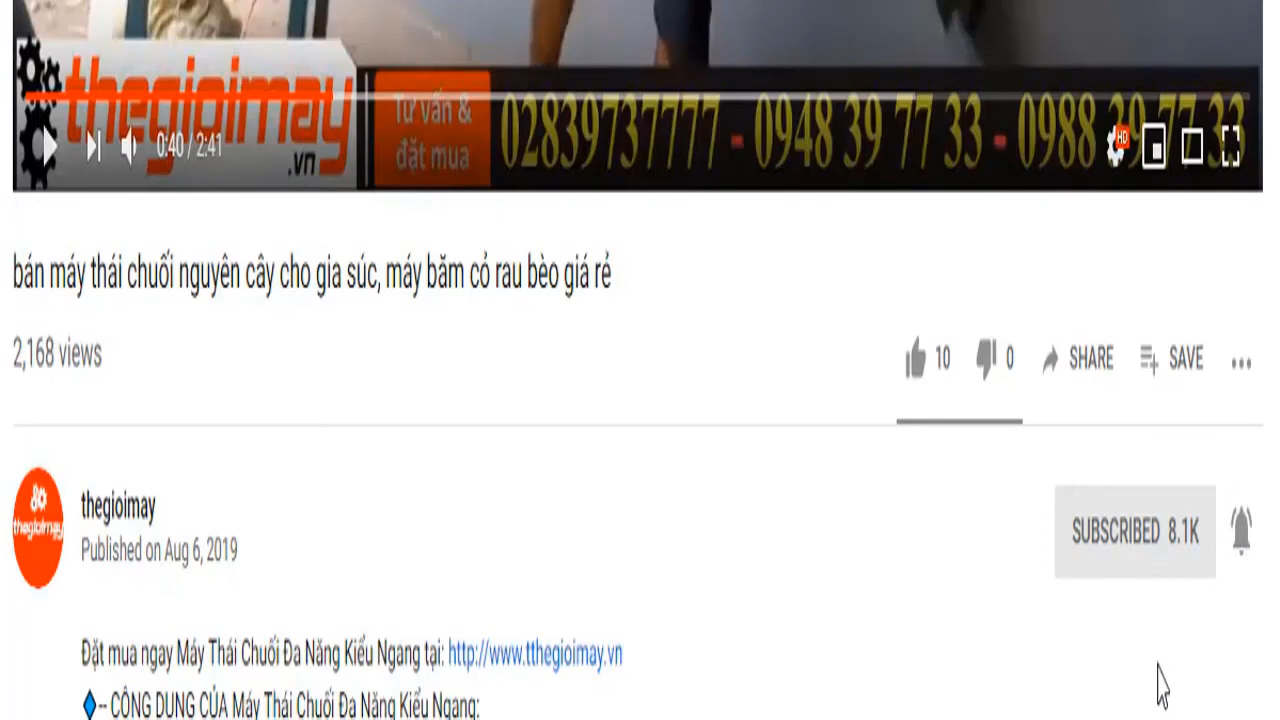 thegioimay
.vn
Tư vấn &
đặt mua
02839737777 - 0948 39 77 33 - 0988 39 77 33
0:40 / 2:41
HD
bán máy thái chuối nguyên cây cho gia súc, máy băm cỏ rau bèo giá rẻ
2,168 views
10 0 SHARE SAVE
thegioimay
thegioimay
Published on Aug 6, 2019
SUBSCRIBED 8.1K
Đặt mua ngay Máy Thái Chuối Đa Năng Kiểu Ngang tại: http://www.tthegioimay.vn
-- CÔNG DỤNG CỦA Máy Thái Chuối Đa Năng Kiểu Ngang: